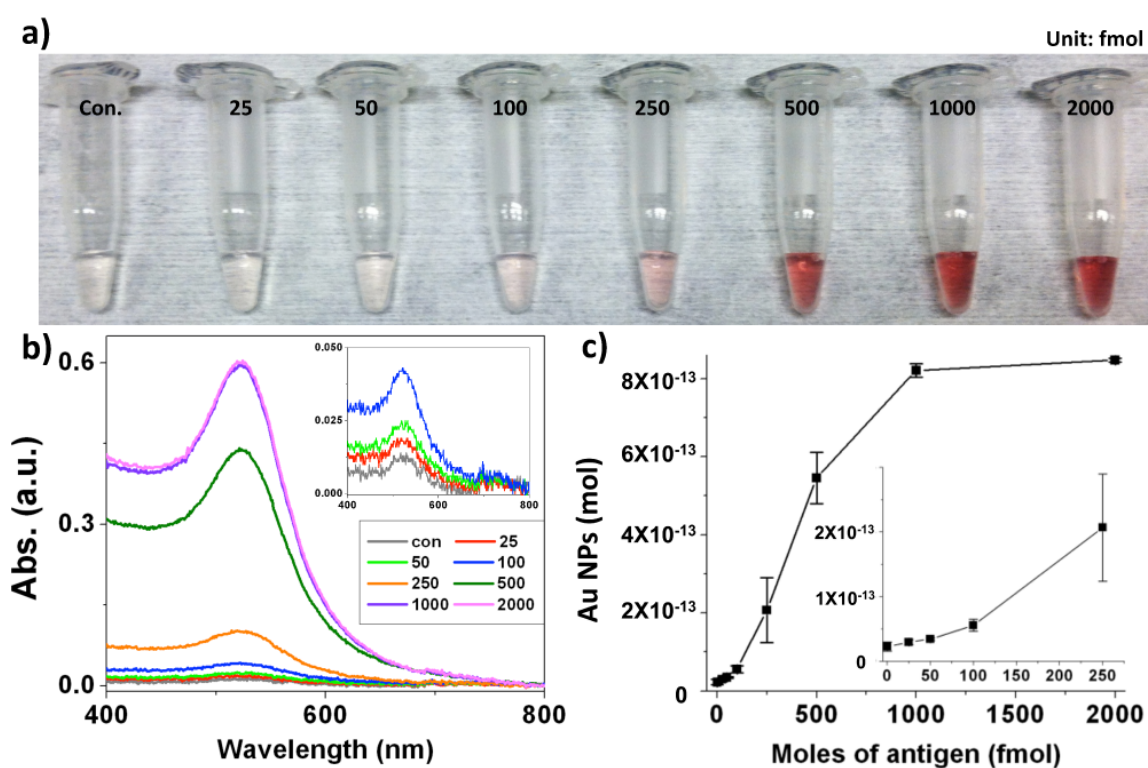 a)
Unit: fmol
Con. 25 50 100 250 500 1000 2000
b)
0.6
0.3
0.0
Abs. (a.u.)
400 600 800
Wavelength (nm)
0.050
0.025
0.000
400 600 800
con 25
50 100
250 500
1000 2000
c)
8X10-13
6X10-13
4X10-13
2X10-13
0
Au NPs (mol)
0 500 1000 1500 2000
Moles of antigen (fmol)
2X10-13
1X10-13
0
0 50 100 150 200 250